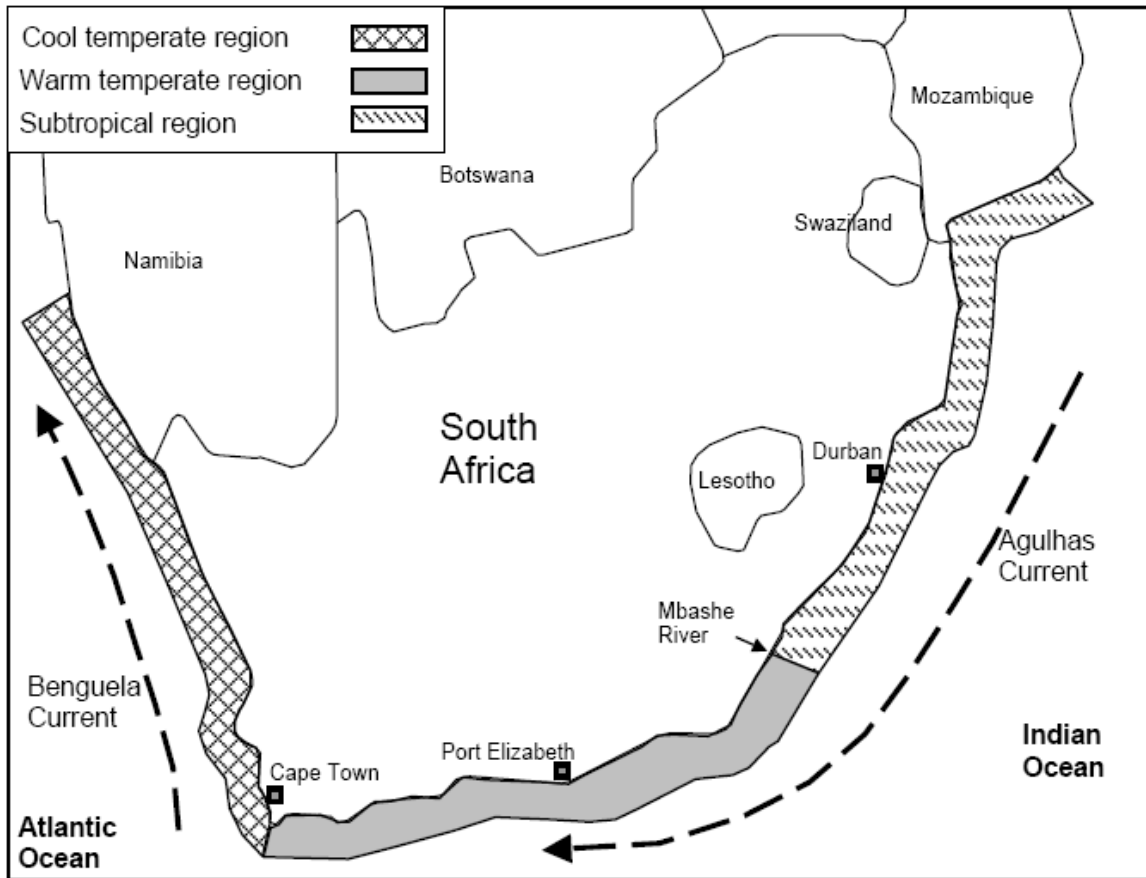 Cool temperate region
Warm temperate region
Subtropical region
Mozambique
Botswana
Swaziland
Namibia
South
Africa
Durban
Lesotho
Agulhas
Current
Mbashe
River
Benguela
Current
Port Elizabeth
Indian
Ocean
Cape Town
Atlantic
Ocean